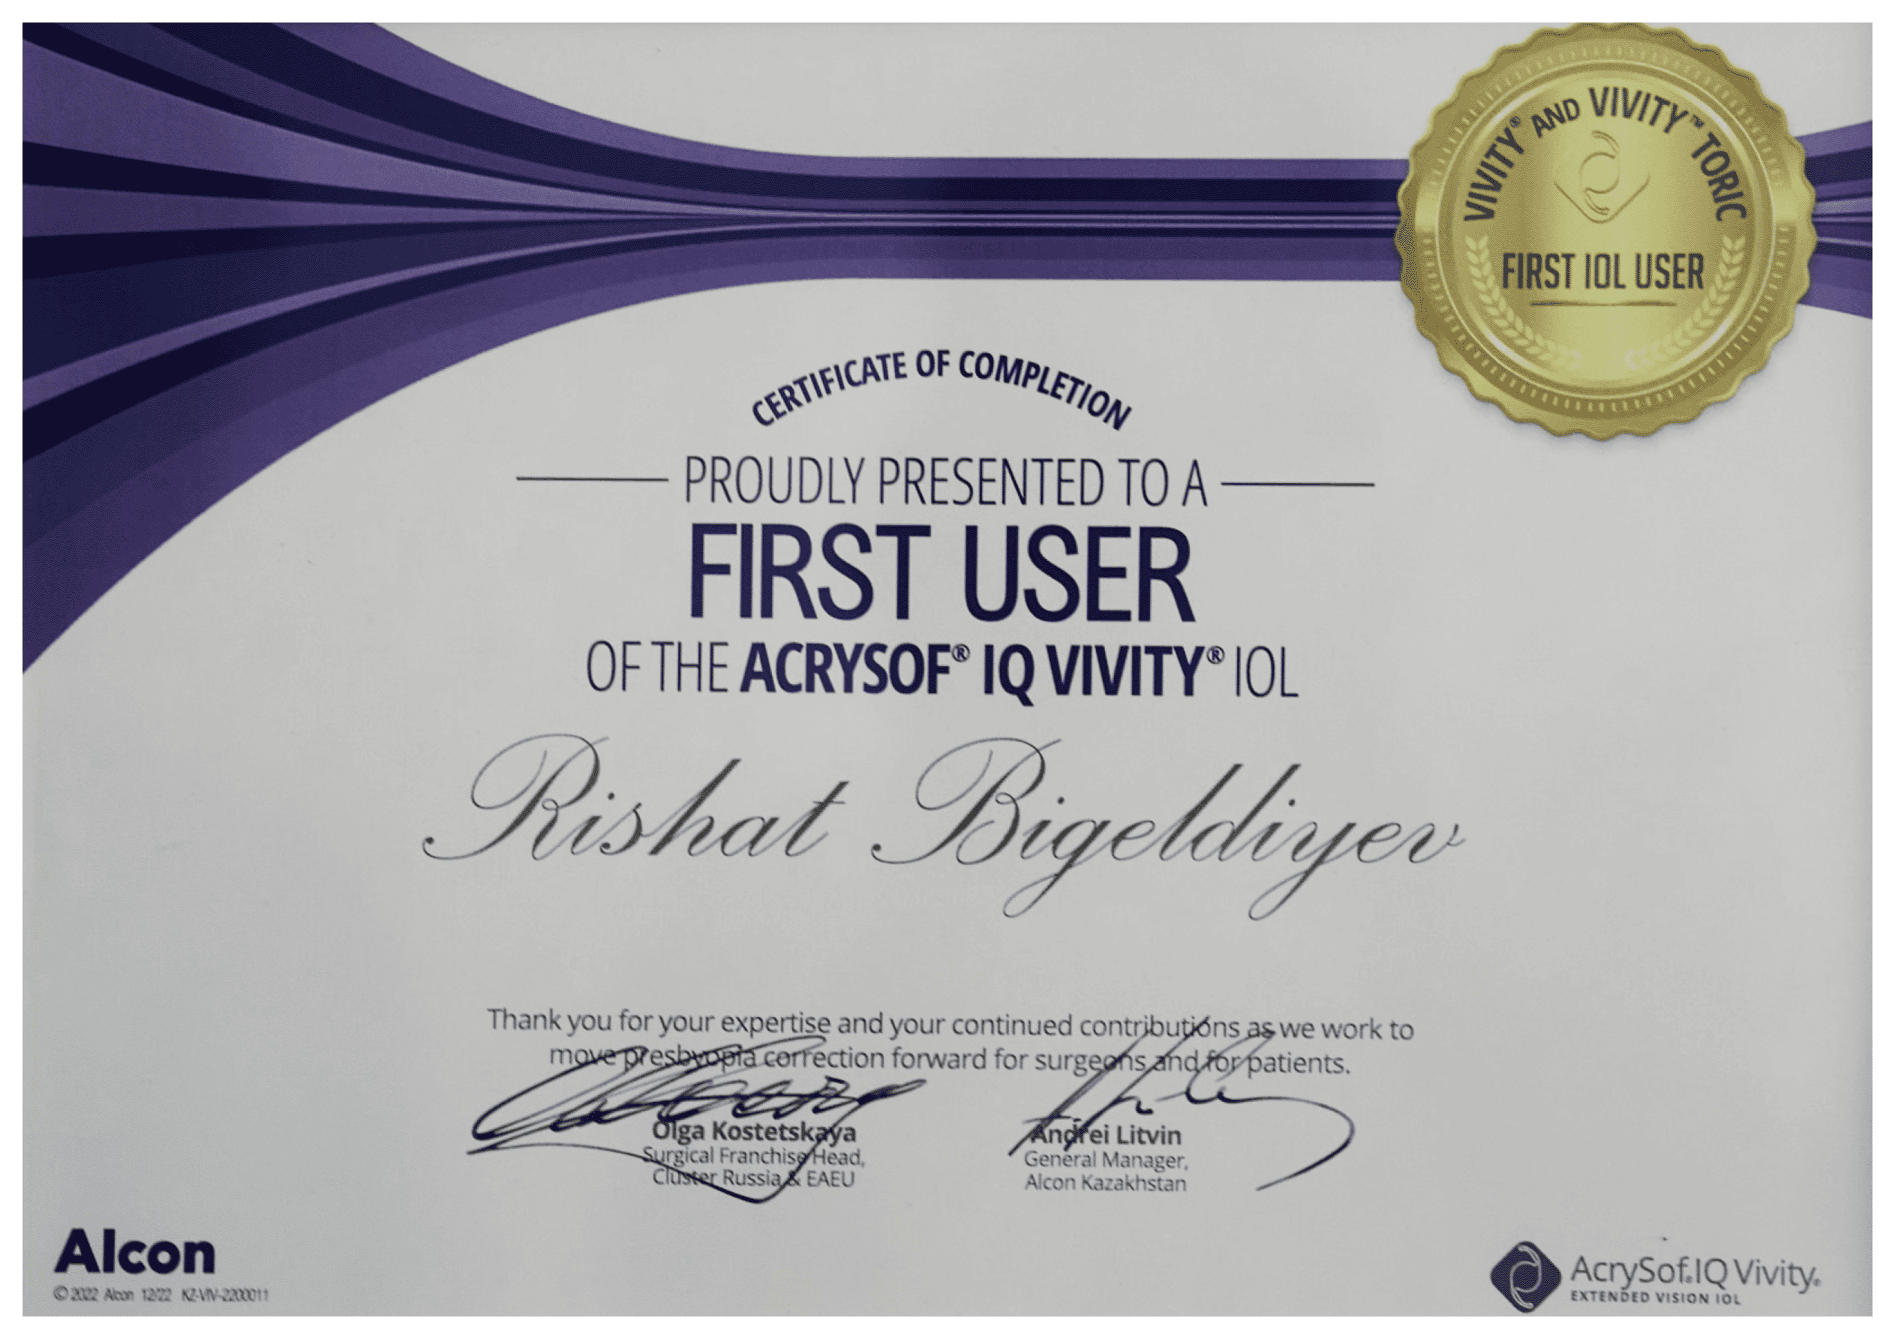 VIVITY® AND VIVITY™ TORIC
FIRST IOL USER
CERTIFICATE OF COMPLETION
PROUDLY PRESENTED TO A
FIRST USER
OF THE ACRYSOF® IQ VIVITY® IOL
Rishat Bigeldiyev
Thank you for your expertise and your continued contributions as we work to
move presbyopia correction forward for surgeons and for patients.
Olga Kostetskaya
Surgical Franchise Head,
Cluster Russia & EAEU
Andrei Litvin
General Manager,
Alcon Kazakhstan
Alcon
© 2022 Alcon 12/22 KZ-VIV-2200011
AcrySof® IQ Vivity®
EXTENDED VISION IOL